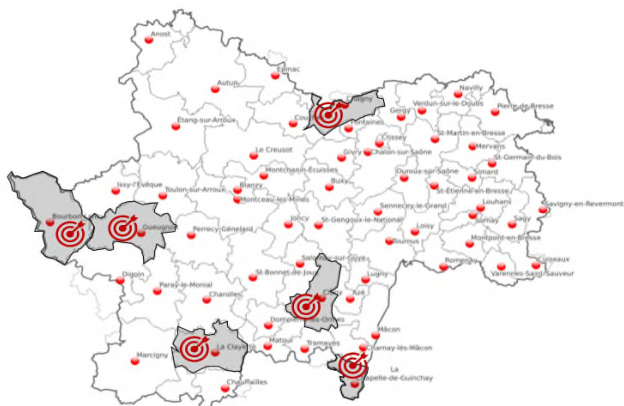 Anost
Épinac
Autun
Navilly
Chagny
Verdun-sur-le-Doubs
Pierre-de-Bresse
Gergy
Étang-sur-Arroux
Fontaines
Crissey
St-Martin-en-Bresse
Mervans
Le Creusot
Givry
Chalon-sur-Saône
St-Germain-du-Bois
Montchanin-Écuisses
Ouroux-sur-Saône
Simard
Issy-l'Évêque
Toulon-sur-Arroux
Blanzy
Buxy
St-Étienne-en-Bresse
Montceau-les-Mines
Louhans
Savigny-en-Revermont
Sennecey-le-Grand
Bourbon
Gueugnon
Perrecy-Génelard
Joncy
St-Gengoux-le-National
Loisy
Sagy
Tournus
Montpont-en-Bresse
Salornay-sur-Guye
Romenay
Varennes-Saint-Sauveur
Cuiseaux
Digoin
St-Bonnet-de-Joux
Lugny
Paray-le-Monial
Charolles
Cluny
Azé
Dompierre-les-Ormes
Mâcon
La Clayette
Matour
Tramayes
Charnay-lès-Mâcon
Marcigny
La
Chapelle-de-Guinchay
Chauffailles